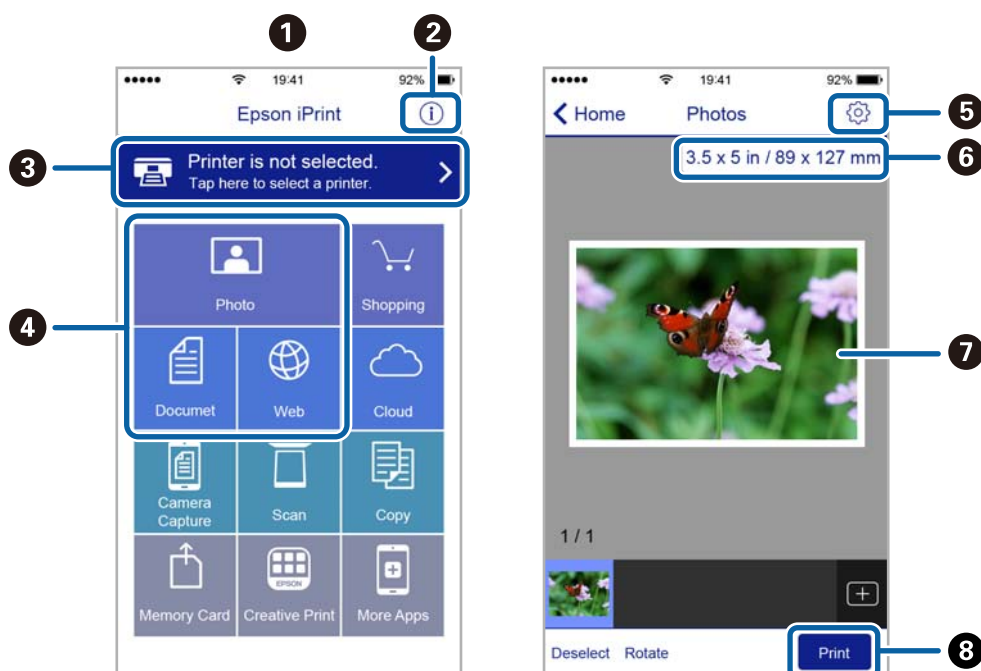 1 2
19:41 92%
Epson iPrint
3
Printer is not selected.
Tap here to select a printer.
4
Photo Shopping
Documet Web Cloud
Camera
Capture Scan Copy
EPSON
Memory Card Creative Print More Apps
19:41 92%
Home Photos
5
3.5 x 5 in / 89 x 127 mm
6
7
1 / 1
Deselect Rotate Print
8